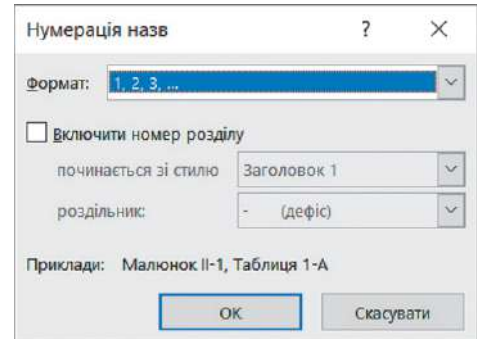 Нумерація назв ?
Формат: 1, 2, 3, ...
Включити номер розділу
починається зі стилю Заголовок 1
роздільник: - (дефіс)
Приклади: Малюнок II-1, Таблиця 1-А
OK Скасувати